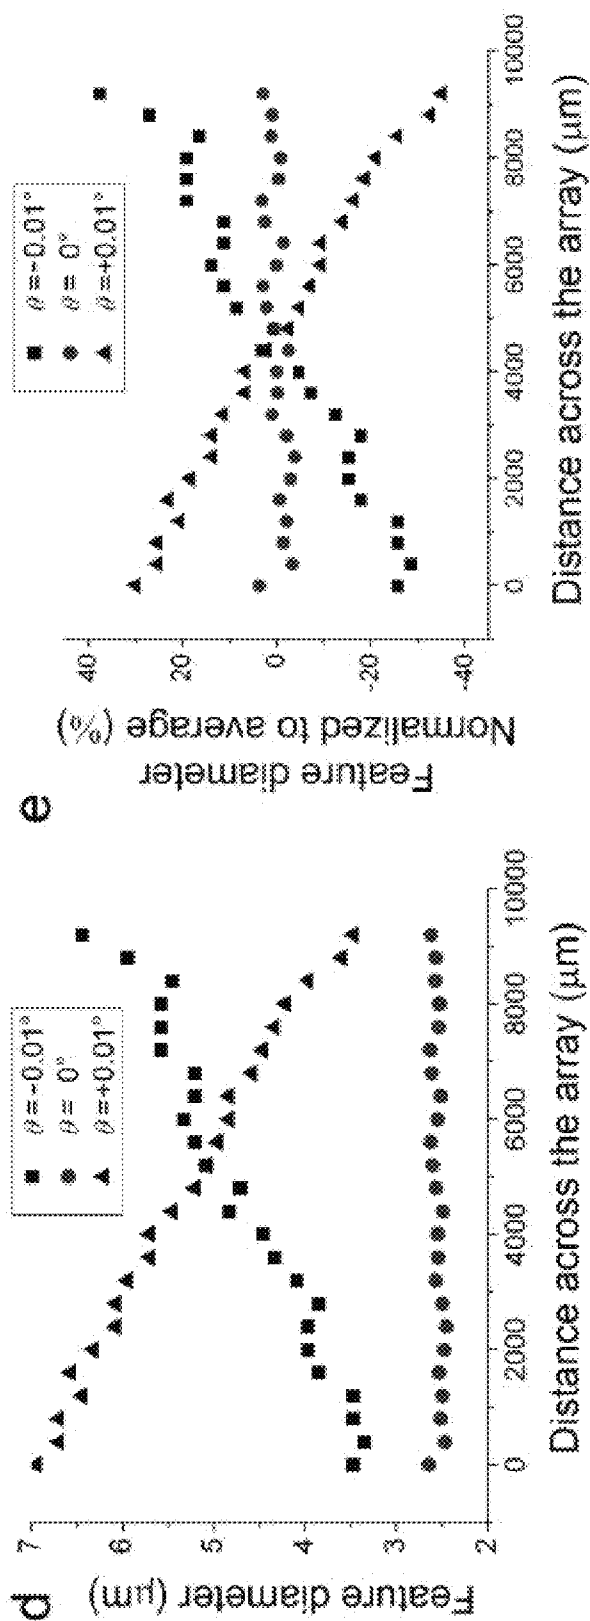 d
7
6
5
4
3
2
Feature diameter (μm)
0
2000
4000
6000
8000
10000
Distance across the array (μm)
θ=-0.01°
θ= 0°
θ=+0.01°
e
40
20
0
-20
-40
Feature diameter
Normalized to average (%)
0
2000
4000
6000
8000
10000
Distance across the array (μm)
θ=-0.01°
θ= 0°
θ=+0.01°